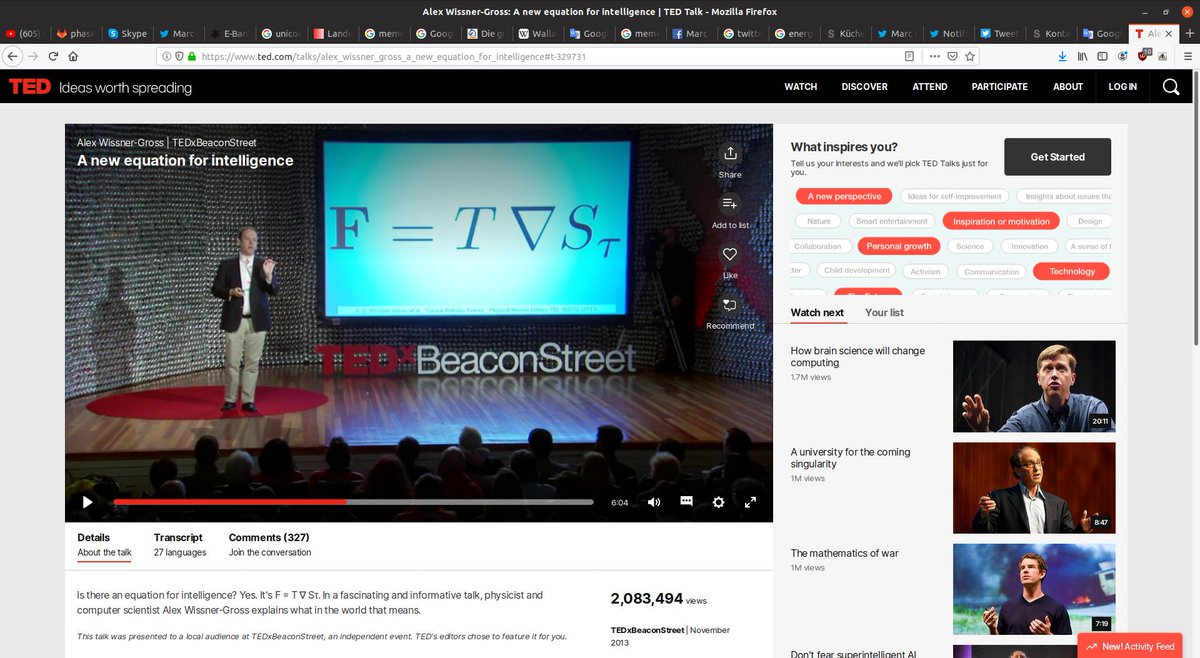 Alex Wissner-Gross: A new equation for intelligence | TED Talk - Mozilla Firefox
(605)
phase
Skype
Marc
E-Ban
unico
Lande
meme
Goog
Die gr
Walla
Goog
meme
Marc
twitt
energ
Küche
Marc
Notifi
Tweet
Konta
Goog
Ale
https://www.ted.com/talks/alex_wissner_gross_a_new_equation_for_intelligence#t-329731
TED Ideas worth spreading
WATCH DISCOVER ATTEND PARTICIPATE ABOUT LOG IN
Alex Wissner-Gross | TEDxBeaconStreet
A new equation for intelligence
F = T ∇ Sτ
TEDxBeaconStreet
Share
Add to list
Like
Recommend
6:04
Details
About the talk
Transcript
27 languages
Comments (327)
Join the conversation
Is there an equation for intelligence? Yes. It's F = T ∇ Sτ. In a fascinating and informative talk, physicist and
computer scientist Alex Wissner-Gross explains what in the world that means.
This talk was presented to a local audience at TEDxBeaconStreet, an independent event. TED's editors chose to feature it for you.
2,083,494 views
TEDxBeaconStreet | November
2013
What inspires you?
Tell us your interests and we'll pick TED Talks just for
you.
Get Started
A new perspective Ideas for self-improvement Insights about issues tha
Nature Smart entertainment Inspiration or motivation Design
Collaboration Personal growth Science Innovation A sense of
Child development Activism Communication Technology
Watch next Your list
How brain science will change
computing
1.7M views
20:11
A university for the coming
singularity
1M views
8:47
The mathematics of war
1M views
7:19
Don't fear superintelligent AI
New! Activity Feed